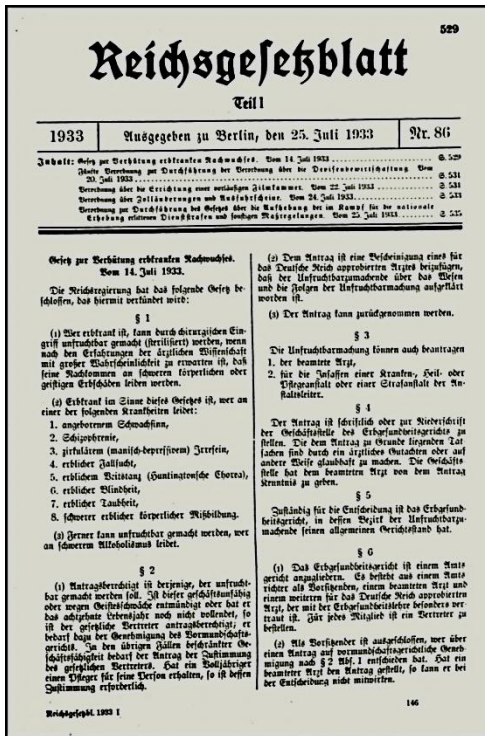 529
Reichsgesetzblatt
Teil I
1933
Ausgegeben zu Berlin, den 25. Juli 1933
Nr. 86
Inhalt: Gesetz zur Verhütung erbkranken Nachwuchses. Vom 14. Juli 1933 S. 529
Fünfte Verordnung zur Durchführung der Verordnung über die Devisenbewirtschaftung. Vom
20. Juli 1933 S. 531
Verordnung über die Errichtung einer vorläufigen Filmkammer. Vom 22. Juli 1933 S. 531
Verordnung über Zolländerungen und Ausfuhrscheine. Vom 24. Juli 1933 S. 533
Verordnung zur Durchführung des Gesetzes über die Aufhebung der im Kampf für die nationale
Erhebung erlittenen Dienststrafen und sonstigen Maßregelungen. Vom 25. Juli 1933 S. 535
Gesetz zur Verhütung erbkranken Nachwuchses.
Vom 14. Juli 1933.
Die Reichsregierung hat das folgende Gesetz be-
schlossen, das hiermit verkündet wird:
§ 1
(1) Wer erbkrank ist, kann durch chirurgischen Ein-
griff unfruchtbar gemacht (sterilisiert) werden, wenn
nach den Erfahrungen der ärztlichen Wissenschaft
mit großer Wahrscheinlichkeit zu erwarten ist, daß
seine Nachkommen an schweren körperlichen oder
geistigen Erbschäden leiden werden.
(2) Erbkrank im Sinne dieses Gesetzes ist, wer an
einer der folgenden Krankheiten leidet:
1. angeborenem Schwachsinn,
2. Schizophrenie,
3. zirkulärem (manisch-depressivem) Irresein,
4. erblicher Fallsucht,
5. erblichem Veitstanz (Huntingtonsche Chorea),
6. erblicher Blindheit,
7. erblicher Taubheit,
8. schwerer erblicher körperlicher Mißbildung.
(3) Ferner kann unfruchtbar gemacht werden, wer
an schwerem Alkoholismus leidet.
§ 2
(1) Antragsberechtigt ist derjenige, der unfrucht-
bar gemacht werden soll. Ist dieser geschäftsunfähig
oder wegen Geistesschwäche entmündigt oder hat er
das achtzehnte Lebensjahr noch nicht vollendet, so
ist der gesetzliche Vertreter antragsberechtigt; er
bedarf dazu der Genehmigung des Vormundschafts-
gerichts. In den übrigen Fällen beschränkter Ge-
schäftsfähigkeit bedarf der Antrag der Zustimmung
des gesetzlichen Vertreters. Hat ein Volljähriger
einen Pfleger für seine Person erhalten, so ist dessen
Zustimmung erforderlich.
Reichsgesetzbl. 1933 I
(2) Dem Antrag ist eine Bescheinigung eines für
das Deutsche Reich approbierten Arztes beizufügen,
daß der Unfruchtbarzumachende über das Wesen
und die Folgen der Unfruchtbarmachung aufgeklärt
worden ist.
(3) Der Antrag kann zurückgenommen werden.
§ 3
Die Unfruchtbarmachung können auch beantragen
1. der beamtete Arzt,
2. für die Insassen einer Kranken-, Heil- oder
Pflegeanstalt oder einer Strafanstalt der An-
staltsleiter.
§ 4
Der Antrag ist schriftlich oder zur Niederschrift
der Geschäftsstelle des Erbgesundheitsgerichts zu
stellen. Die dem Antrag zu Grunde liegenden Tat-
sachen sind durch ein ärztliches Gutachten oder auf
andere Weise glaubhaft zu machen. Die Geschäfts-
stelle hat dem beamteten Arzt von dem Antrag
Kenntnis zu geben.
§ 5
Zuständig für die Entscheidung ist das Erbgesund-
heitsgericht, in dessen Bezirk der Unfruchtbarzu-
machende seinen allgemeinen Gerichtsstand hat.
§ 6
(1) Das Erbgesundheitsgericht ist einem Amts-
gericht anzugliedern. Es besteht aus einem Amts-
richter als Vorsitzenden, einem beamteten Arzt und
einem weiteren für das Deutsche Reich approbierten
Arzt, der mit der Erbgesundheitslehre besonders ver-
traut ist. Für jedes Mitglied ist ein Vertreter zu
bestellen.
(2) Als Vorsitzender ist ausgeschlossen, wer über
einen Antrag auf vormundschaftsgerichtliche Geneh-
migung nach § 2 Abs. 1 entschieden hat. Hat ein
beamteter Arzt den Antrag gestellt, so kann er bei
der Entscheidung nicht mitwirken.
146